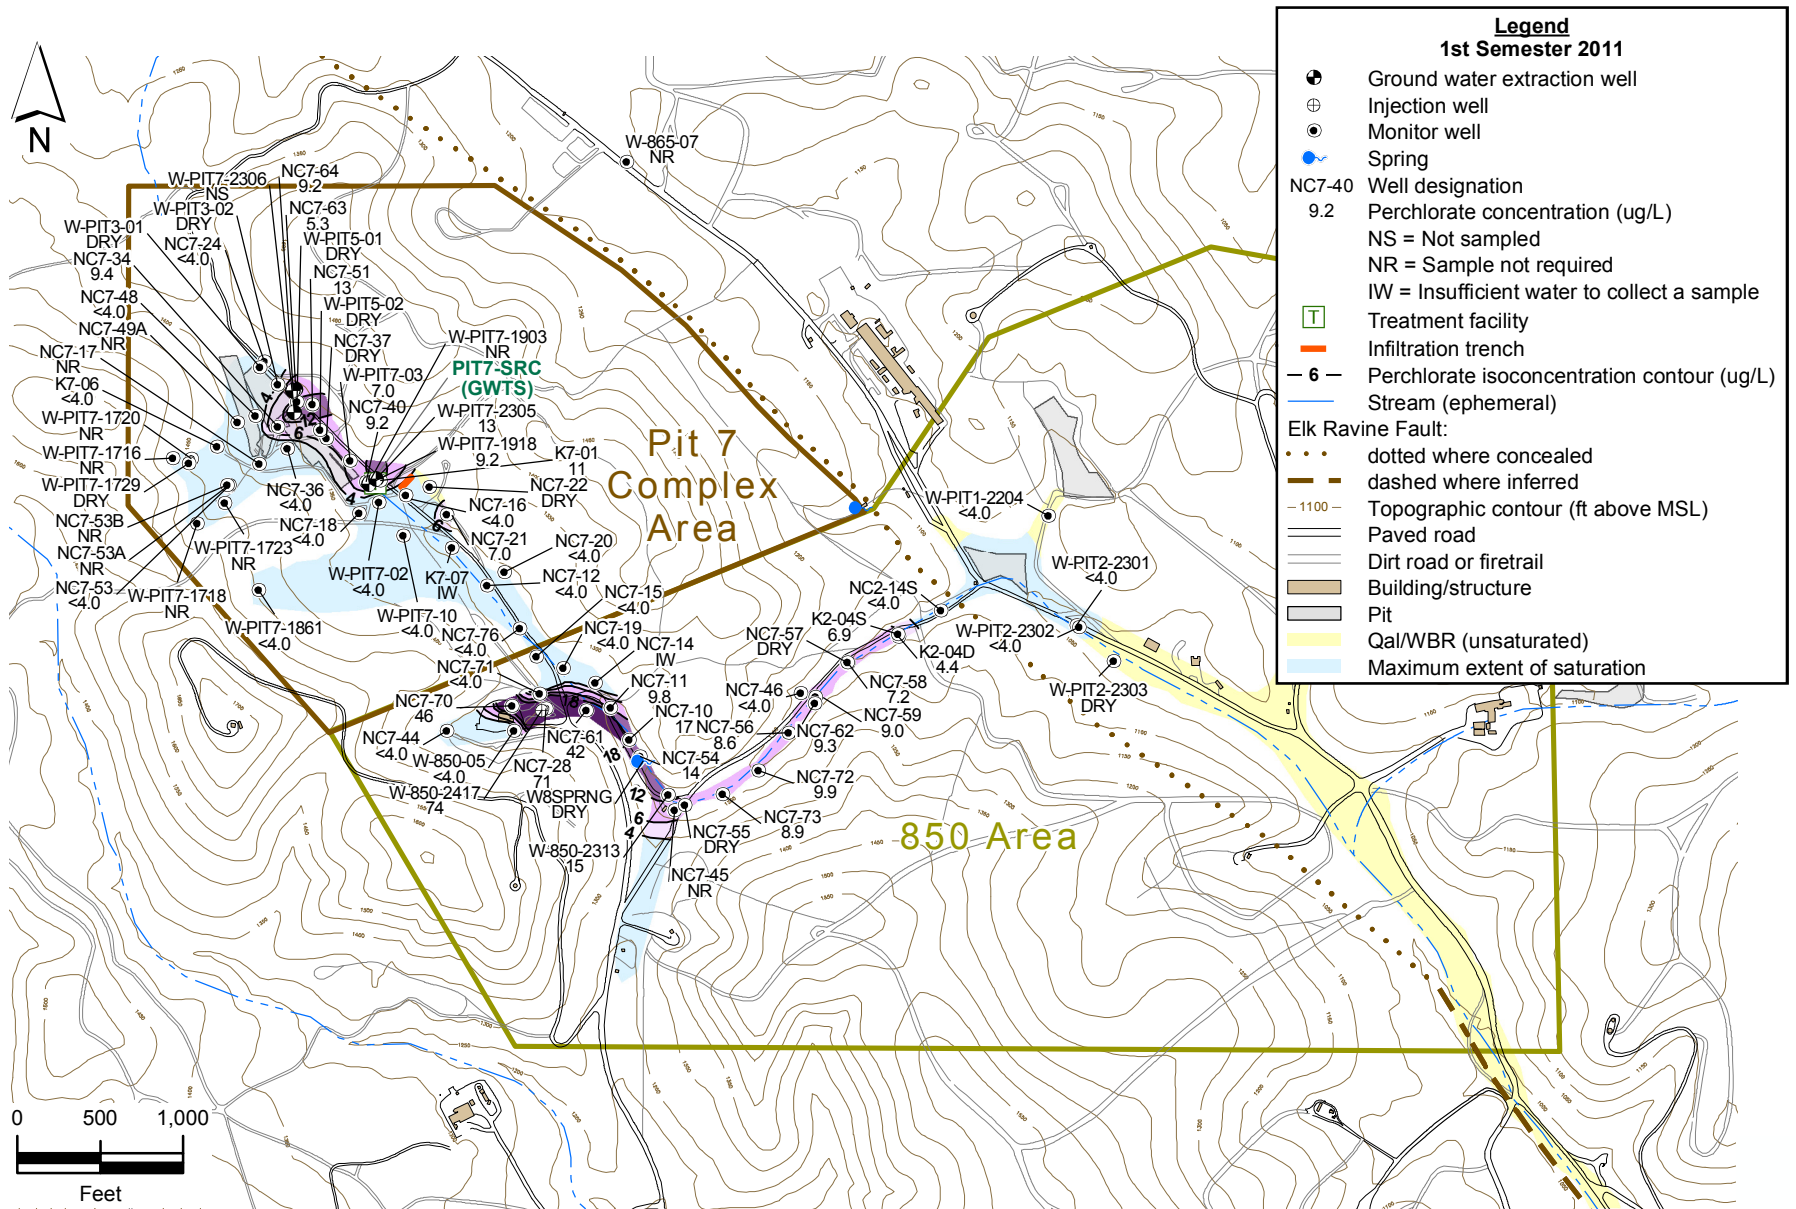 Legend
1st Semester 2011
Ground water extraction well
Injection well
Monitor well
Spring
NC7-40 Well designation
9.2 Perchlorate concentration (ug/L)
NS = Not sampled
NR = Sample not required
IW = Insufficient water to collect a sample
T Treatment facility
Infiltration trench
6 Perchlorate isoconcentration contour (ug/L)
Stream (ephemeral)
Elk Ravine Fault:
dotted where concealed
dashed where inferred
1100 Topographic contour (ft above MSL)
Paved road
Dirt road or firetrail
Building/structure
Pit
Qal/WBR (unsaturated)
Maximum extent of saturation
N
W-865-07
NR
W-PIT7-2306
NS
NC7-64
9.2
W-PIT3-02
DRY
NC7-63
5.3
W-PIT3-01
DRY
NC7-24
<4.0
W-PIT5-01
DRY
NC7-34
9.4
NC7-51
13
NC7-48
<4.0
W-PIT5-02
DRY
NC7-49A
NR
NC7-37
DRY
W-PIT7-1903
NR
NC7-17
NR
PIT7-SRC
(GWTS)
K7-06
<4.0
W-PIT7-03
7.0
NC7-40
9.2
W-PIT7-2305
13
W-PIT7-1720
NR
W-PIT7-1918
9.2
W-PIT7-1716
NR
K7-01
11
W-PIT7-1729
DRY
NC7-22
DRY
NC7-36
<4.0
NC7-16
<4.0
NC7-53B
NR
NC7-18
<4.0
NC7-21
7.0
NC7-20
<4.0
NC7-53A
NR
W-PIT7-1723
NR
NC7-53
<4.0
W-PIT7-1718
NR
W-PIT7-02
<4.0
K7-07
IW
NC7-12
<4.0
W-PIT7-1861
<4.0
W-PIT7-10
<4.0
NC7-15
<4.0
NC7-76
<4.0
NC7-19
<4.0
NC7-14
IW
NC7-71
<4.0
NC7-11
9.8
NC7-70
46
NC7-10
17
NC7-44
<4.0
NC7-61
42
W-850-05
<4.0
NC7-28
71
NC7-54
14
W-850-2417
74
W8SPRNG
DRY
W-850-2313
15
NC7-55
DRY
NC7-45
NR
NC7-73
8.9
NC7-72
9.9
NC7-56
8.6
NC7-62
9.3
NC7-59
9.0
NC7-46
<4.0
NC7-58
7.2
NC7-57
DRY
K2-04S
6.9
K2-04D
4.4
NC2-14S
<4.0
W-PIT1-2204
<4.0
W-PIT2-2301
<4.0
W-PIT2-2302
<4.0
W-PIT2-2303
DRY
Pit 7
Complex
Area
850 Area
4
12
6
4
6
18
12
6
4
0 500 1,000
Feet